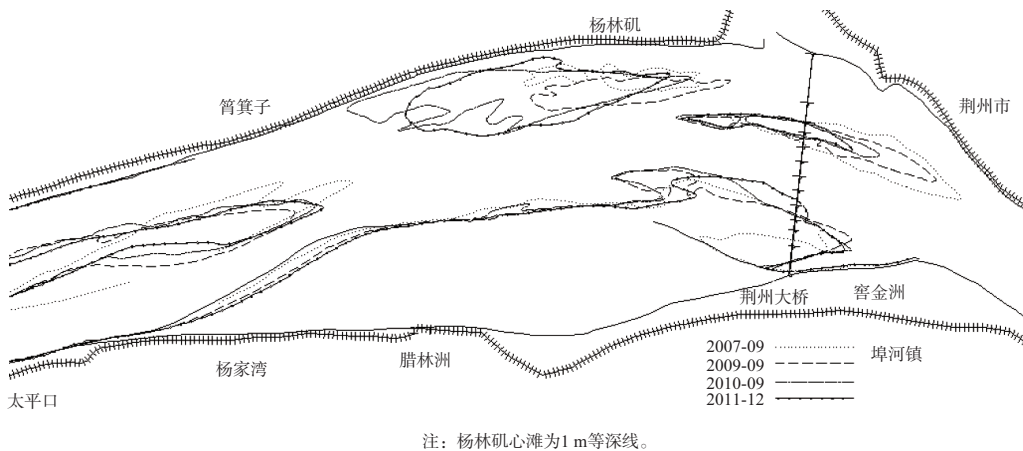 杨林矶
筲箕子
荆州市
荆州大桥
窖金洲
2007-09
埠河镇
2009-09
杨家湾
腊林洲
2010-09
2011-12
太平口
注：杨林矶心滩为1 m等深线。